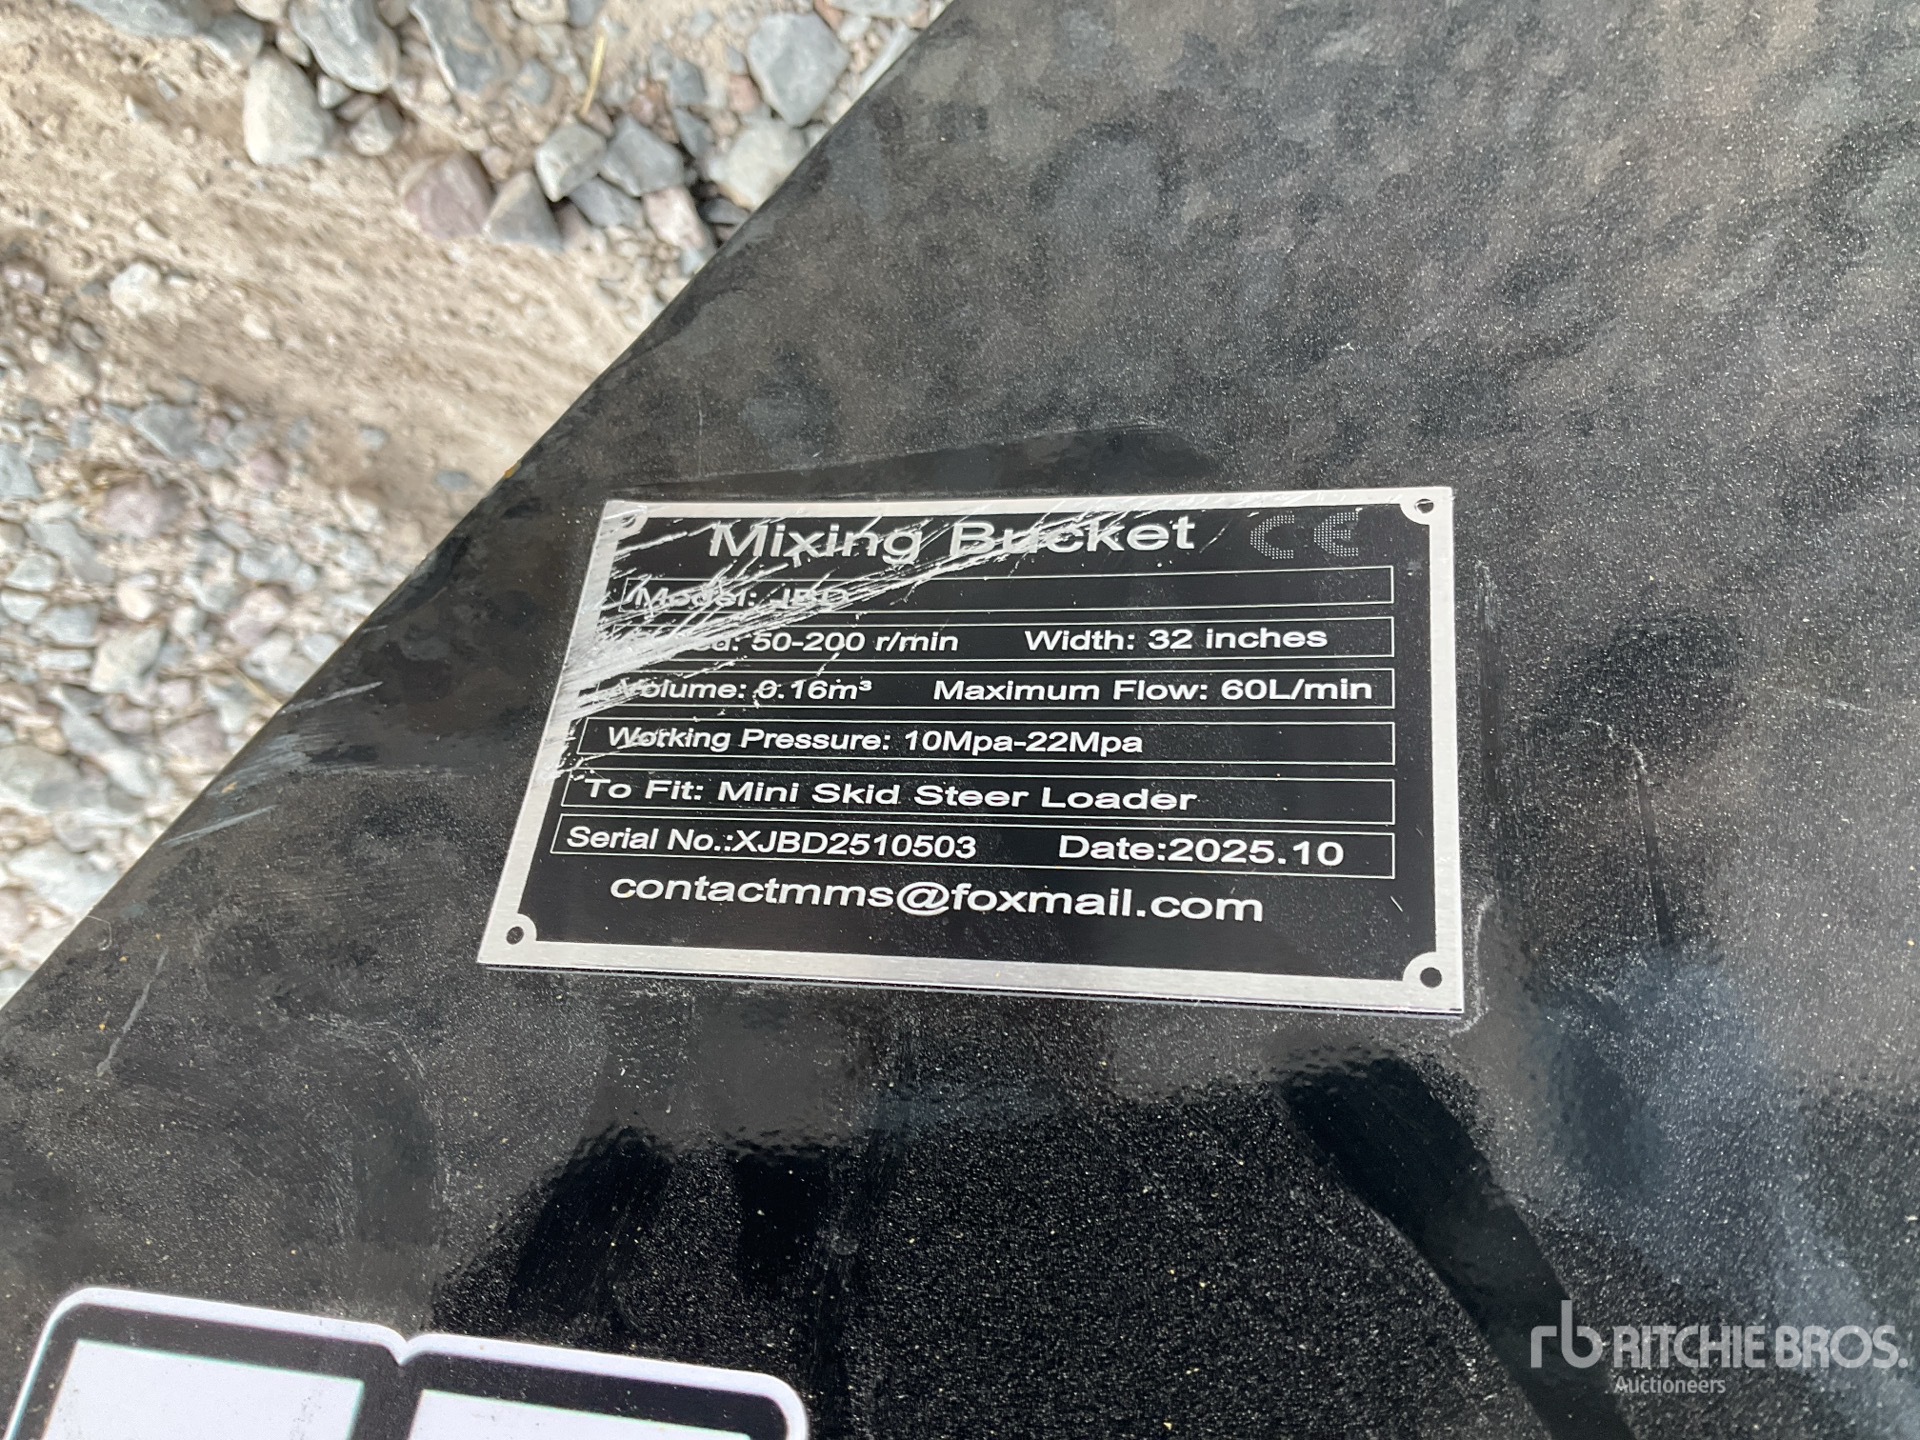 Mixing Bucket CE
Model: JBD
50-200 r/min Width: 32 inches
Volume: 0.16m³ Maximum Flow: 60L/min
Working Pressure: 10Mpa-22Mpa
To Fit: Mini Skid Steer Loader
Serial No.:XJBD2510503 Date:2025.10
contactmms@foxmail.com
rb RITCHIE BROS.
Auctioneers